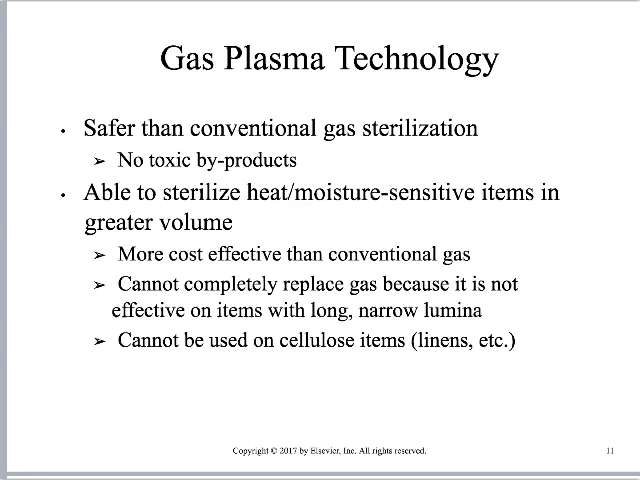 Gas Plasma Technology
• Safer than conventional gas sterilization
➢ No toxic by-products
• Able to sterilize heat/moisture-sensitive items in
greater volume
➢ More cost effective than conventional gas
➢ Cannot completely replace gas because it is not
effective on items with long, narrow lumina
➢ Cannot be used on cellulose items (linens, etc.)
Copyright © 2017 by Elsevier, Inc. All rights reserved.
11